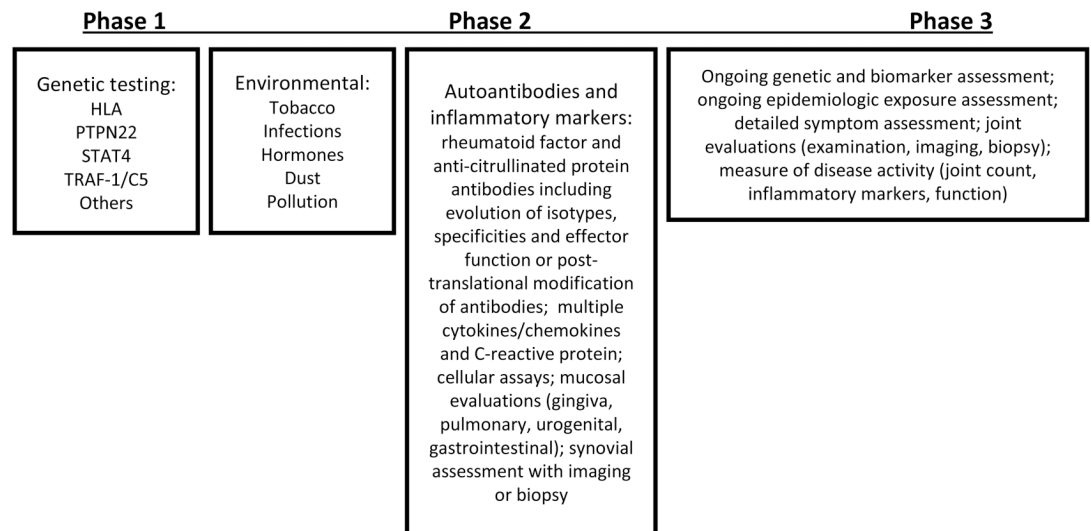 Phase 1 Phase 2 Phase 3
Genetic testing:
HLA
PTPN22
STAT4
TRAF-1/C5
Others
Environmental:
Tobacco
Infections
Hormones
Dust
Pollution
Autoantibodies and
inflammatory markers:
rheumatoid factor and
anti-citrullinated protein
antibodies including
evolution of isotypes,
specificities and effector
function or post-
translational modification
of antibodies; multiple
cytokines/chemokines
and C-reactive protein;
cellular assays; mucosal
evaluations (gingiva,
pulmonary, urogenital,
gastrointestinal); synovial
assessment with imaging
or biopsy
Ongoing genetic and biomarker assessment;
ongoing epidemiologic exposure assessment;
detailed symptom assessment; joint
evaluations (examination, imaging, biopsy);
measure of disease activity (joint count,
inflammatory markers, function)